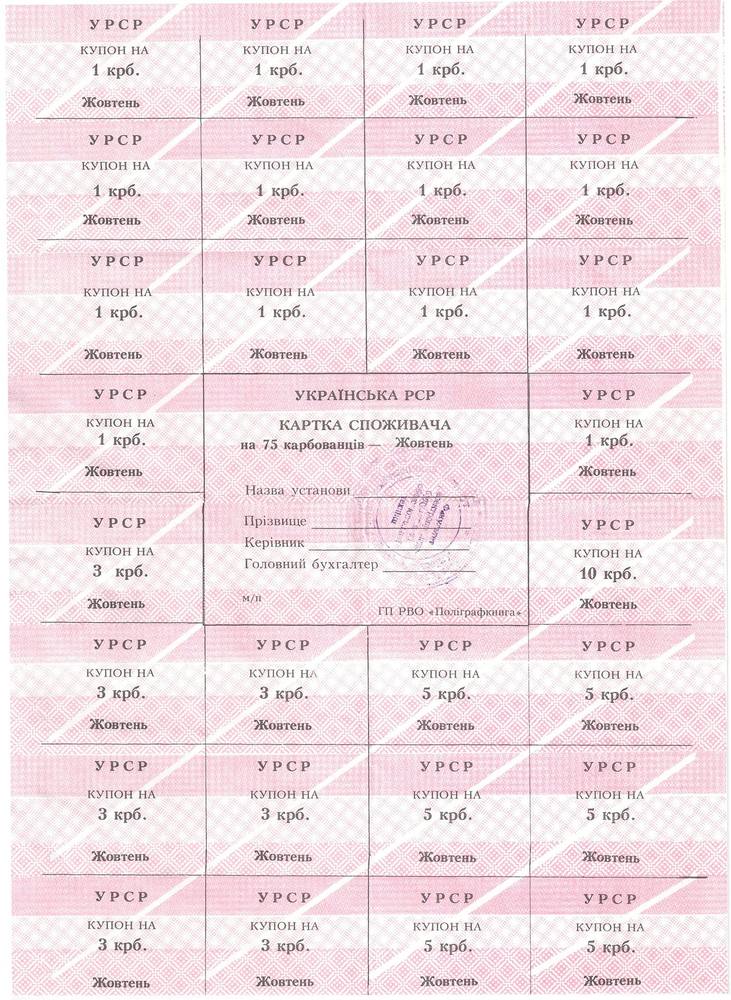 УРСР УРСР УРСР УРСР
КУПОН НА КУПОН НА КУПОН НА КУПОН НА
1 крб. 1 крб. 1 крб. 1 крб.
Жовтень Жовтень Жовтень Жовтень
УРСР УРСР УРСР УРСР
КУПОН НА КУПОН НА КУПОН НА КУПОН НА
1 крб. 1 крб. 1 крб. 1 крб.
Жовтень Жовтень Жовтень Жовтень
УРСР УРСР УРСР УРСР
КУПОН НА КУПОН НА КУПОН НА КУПОН НА
1 крб. 1 крб. 1 крб. 1 крб.
Жовтень Жовтень Жовтень Жовтень
УРСР
КУПОН НА
1 крб.
Жовтень
УКРАЇНСЬКА РСР
КАРТКА СПОЖИВАЧА
на 75 карбованців — Жовтень
Назва установи
Прізвище
Керівник
Головний бухгалтер
м/п
ГП РВО «Поліграфкнига»
УРСР
КУПОН НА
1 крб.
Жовтень
УРСР
КУПОН НА
3 крб.
Жовтень
УРСР
КУПОН НА
10 крб.
Жовтень
УРСР УРСР УРСР УРСР
КУПОН НА КУПОН НА КУПОН НА КУПОН НА
3 крб. 3 крб. 5 крб. 5 крб.
Жовтень Жовтень Жовтень Жовтень
УРСР УРСР УРСР УРСР
КУПОН НА КУПОН НА КУПОН НА КУПОН НА
3 крб. 3 крб. 5 крб. 5 крб.
Жовтень Жовтень Жовтень Жовтень
УРСР УРСР УРСР УРСР
КУПОН НА КУПОН НА КУПОН НА КУПОН НА
3 крб. 3 крб. 5 крб. 5 крб.
Жовтень Жовтень Жовтень Жовтень